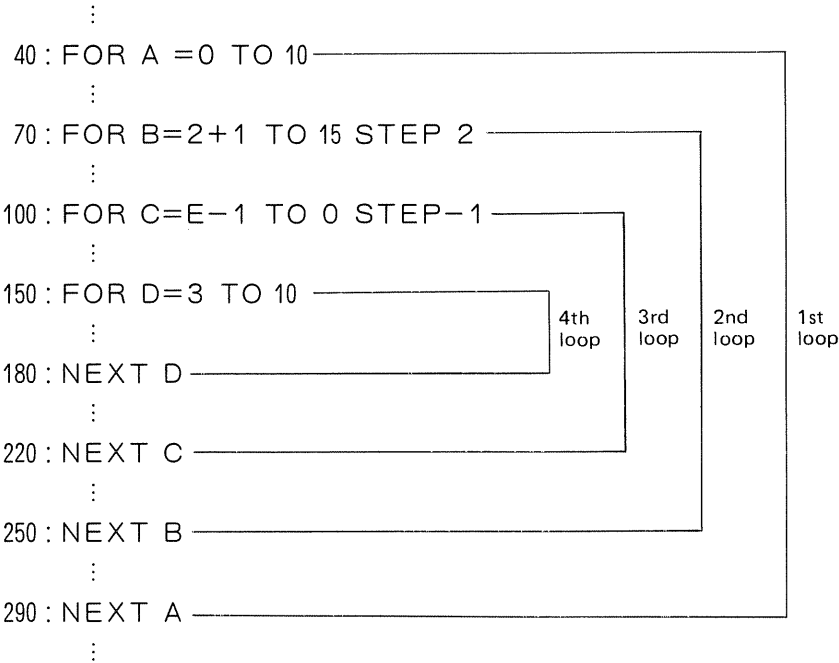 ⋮
40 : FOR A =0 TO 10
⋮
70 : FOR B=2+1 TO 15 STEP 2
⋮
100 : FOR C=E−1 TO 0 STEP−1
⋮
150 : FOR D=3 TO 10
4th loop
3rd loop
2nd loop
1st loop
⋮
180 : NEXT D
⋮
220 : NEXT C
⋮
250 : NEXT B
⋮
290 : NEXT A
⋮